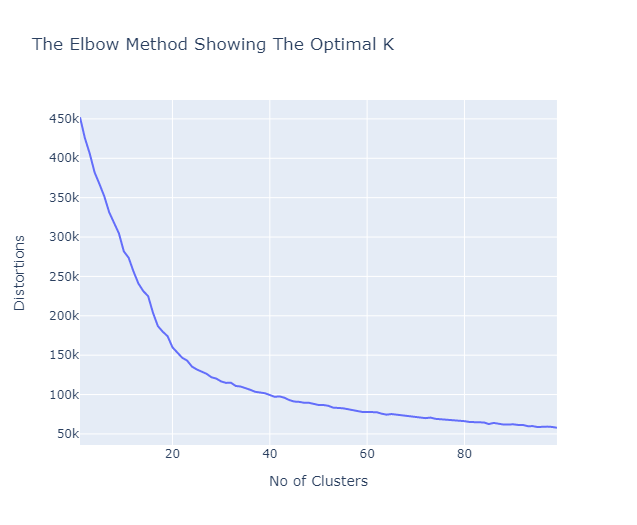 The Elbow Method Showing The Optimal K
450k
400k
350k
300k
250k
200k
150k
100k
50k
Distortions
20
40
60
80
No of Clusters